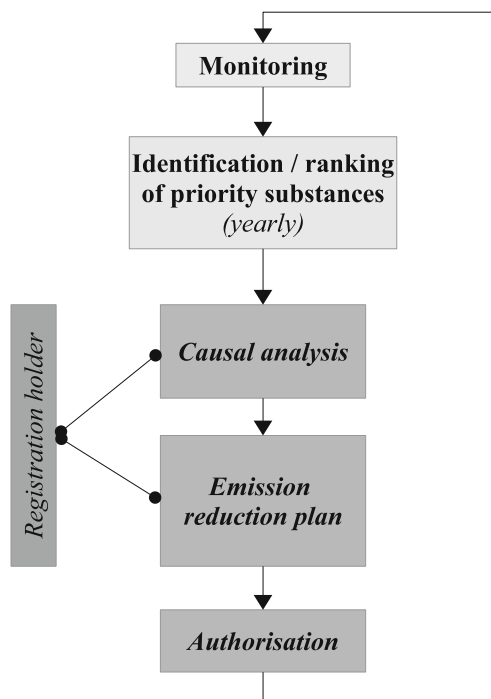 Monitoring
Identification / ranking
of priority substances
(yearly)
Registration holder
Causal analysis
Emission
reduction plan
Authorisation